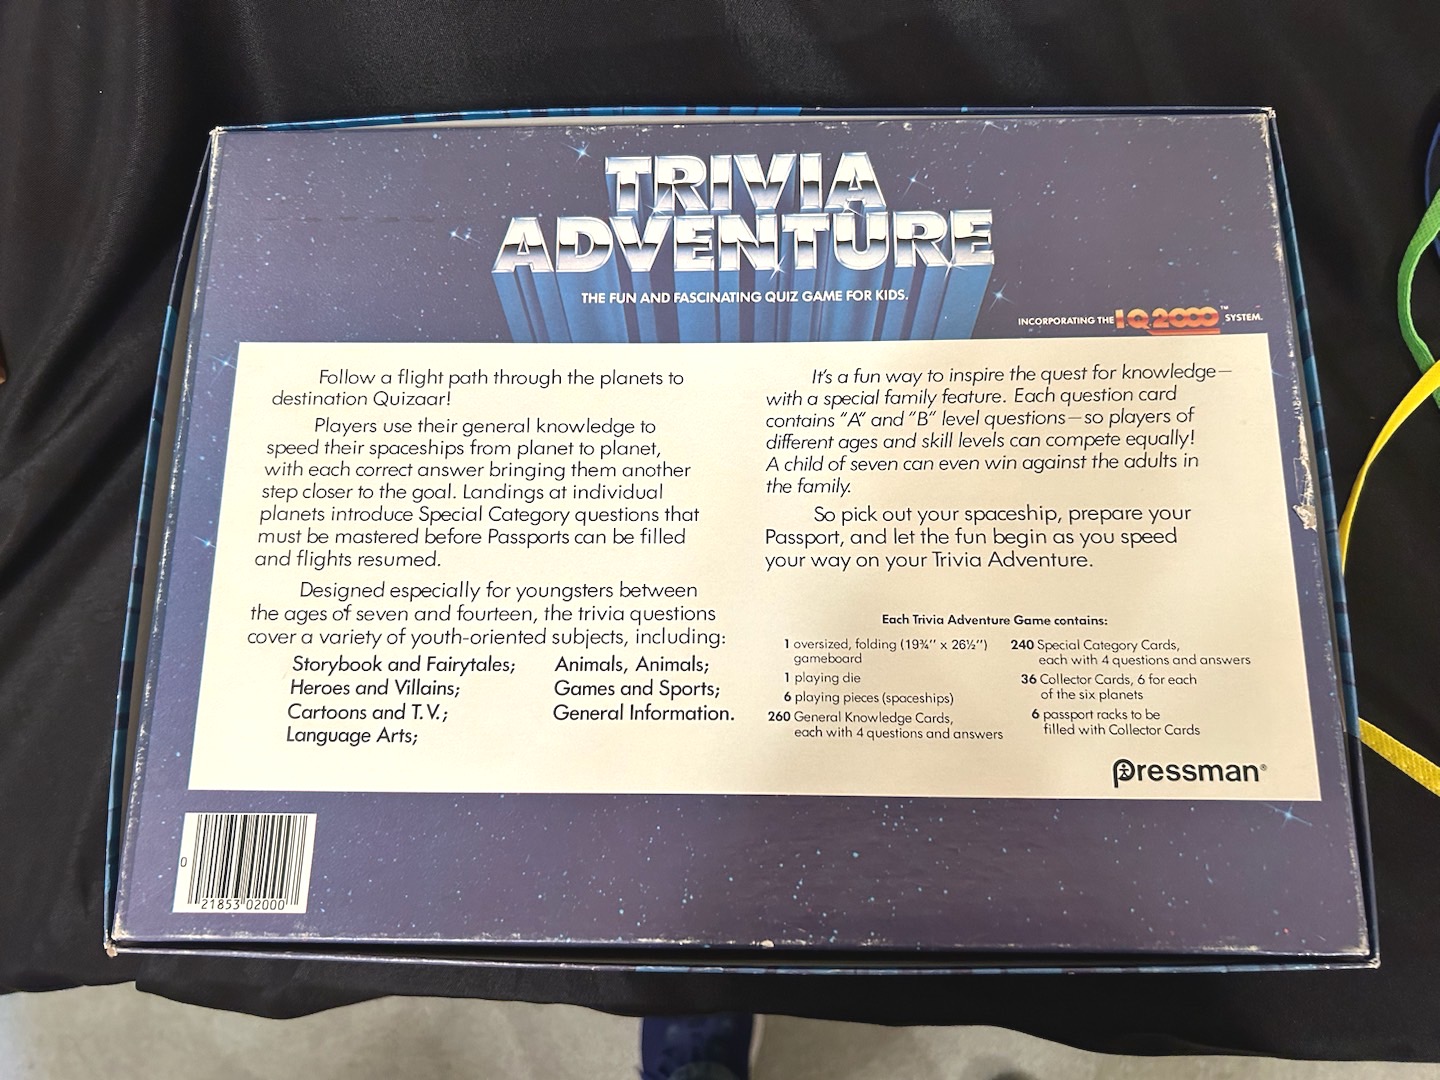 TRIVIA
ADVENTURE
THE FUN AND FASCINATING QUIZ GAME FOR KIDS.
INCORPORATING THE I·Q 2000™ SYSTEM.
Follow a flight path through the planets to
destination Quizaar!
Players use their general knowledge to
speed their spaceships from planet to planet,
with each correct answer bringing them another
step closer to the goal. Landings at individual
planets introduce Special Category questions that
must be mastered before Passports can be filled
and flights resumed.
Designed especially for youngsters between
the ages of seven and fourteen, the trivia questions
cover a variety of youth-oriented subjects, including:
Storybook and Fairytales;
Heroes and Villains;
Cartoons and T.V.;
Language Arts;
Animals, Animals;
Games and Sports;
General Information.
It's a fun way to inspire the quest for knowledge—
with a special family feature. Each question card
contains "A" and "B" level questions—so players of
different ages and skill levels can compete equally!
A child of seven can even win against the adults in
the family.
So pick out your spaceship, prepare your
Passport, and let the fun begin as you speed
your way on your Trivia Adventure.
Each Trivia Adventure Game contains:
1 oversized, folding (19¾" x 26½")
gameboard
1 playing die
6 playing pieces (spaceships)
260 General Knowledge Cards,
each with 4 questions and answers
240 Special Category Cards,
each with 4 questions and answers
36 Collector Cards, 6 for each
of the six planets
6 passport racks to be
filled with Collector Cards
pressman®
0 21853 02000